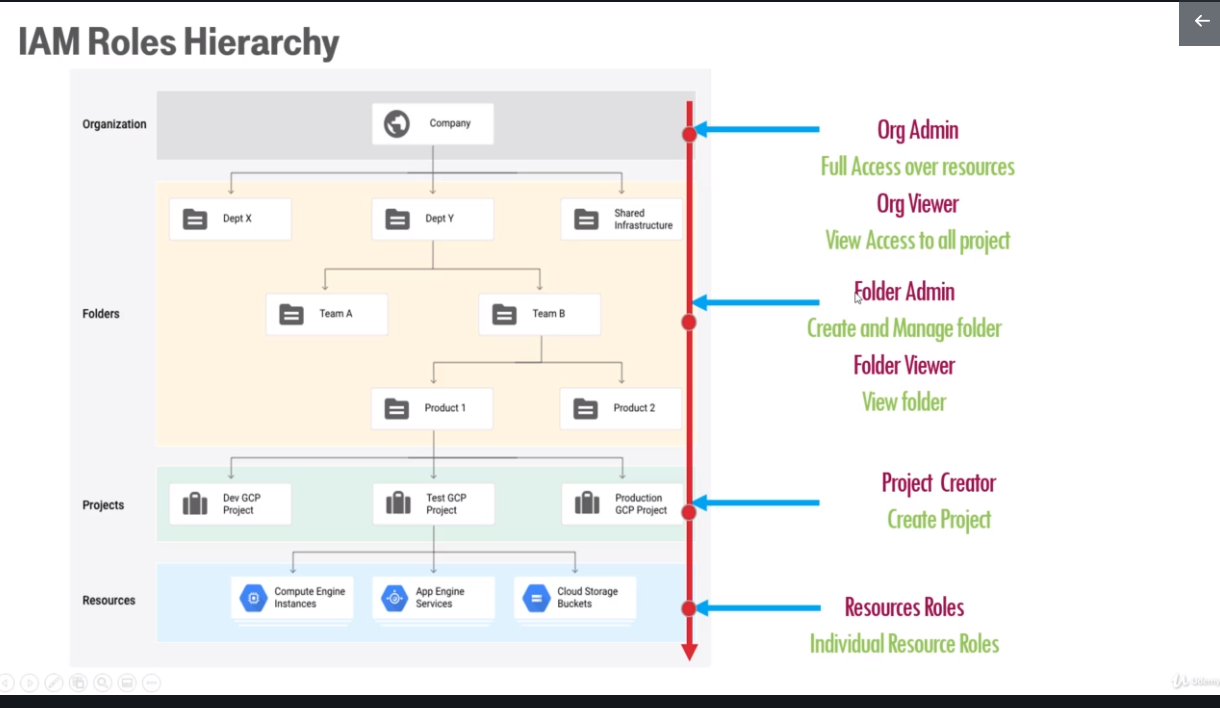 IAM Roles Hierarchy
Organization
Company
Org Admin
Full Access over resources
Org Viewer
View Access to all project
Dept X
Dept Y
Shared
Infrastructure
Folders
Team A
Team B
Folder Admin
Create and Manage folder
Folder Viewer
View folder
Product 1
Product 2
Projects
Dev GCP
Project
Test GCP
Project
Production
GCP Project
Project Creator
Create Project
Resources
Compute Engine
Instances
App Engine
Services
Cloud Storage
Buckets
Resources Roles
Individual Resource Roles
Udemy